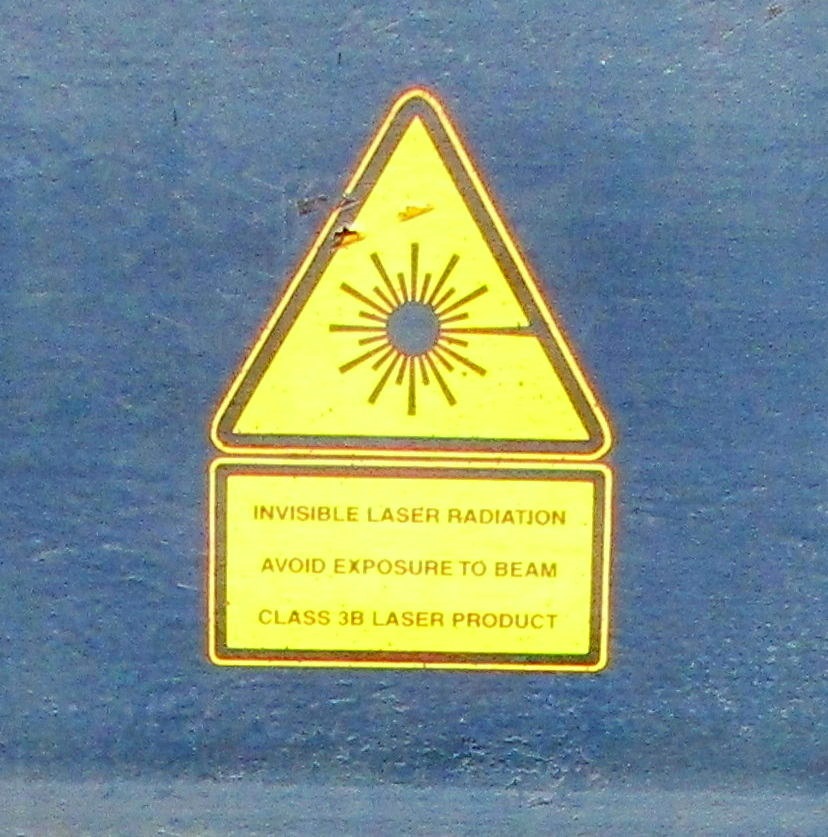 INVISIBLE LASER RADIATION
AVOID EXPOSURE TO BEAM
CLASS 3B LASER PRODUCT